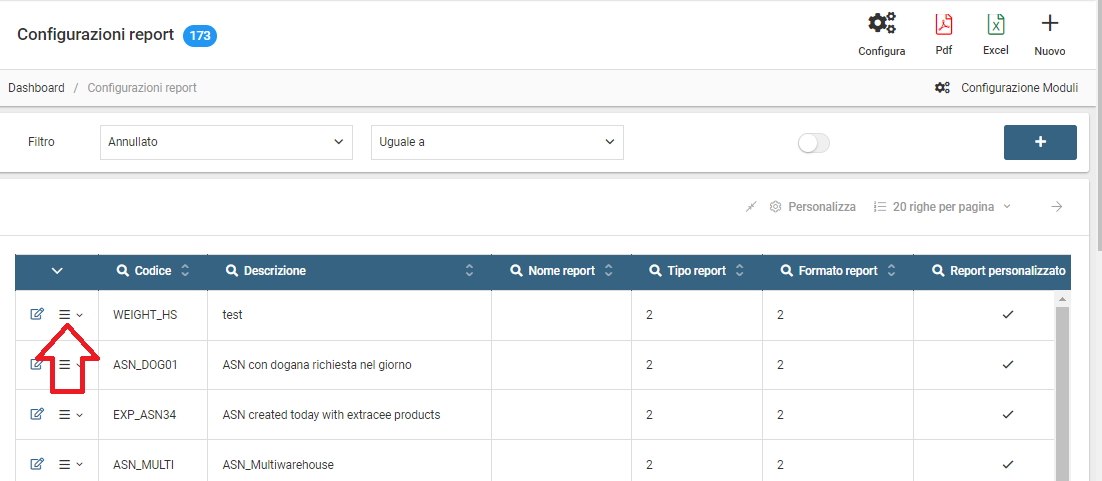 Configurazioni report 173
Configura Pdf Excel Nuovo
Dashboard / Configurazioni report Configurazione Moduli
Filtro Annullato Uguale a
Personalizza 20 righe per pagina
Codice Descrizione Nome report Tipo report Formato report Report personalizzato
WEIGHT_HS test 2 2
ASN_DOG01 ASN con dogana richiesta nel giorno 2 2
EXP_ASN34 ASN created today with extracee products 2 2
ASN_MULTI ASN_Multiwarehouse 2 2